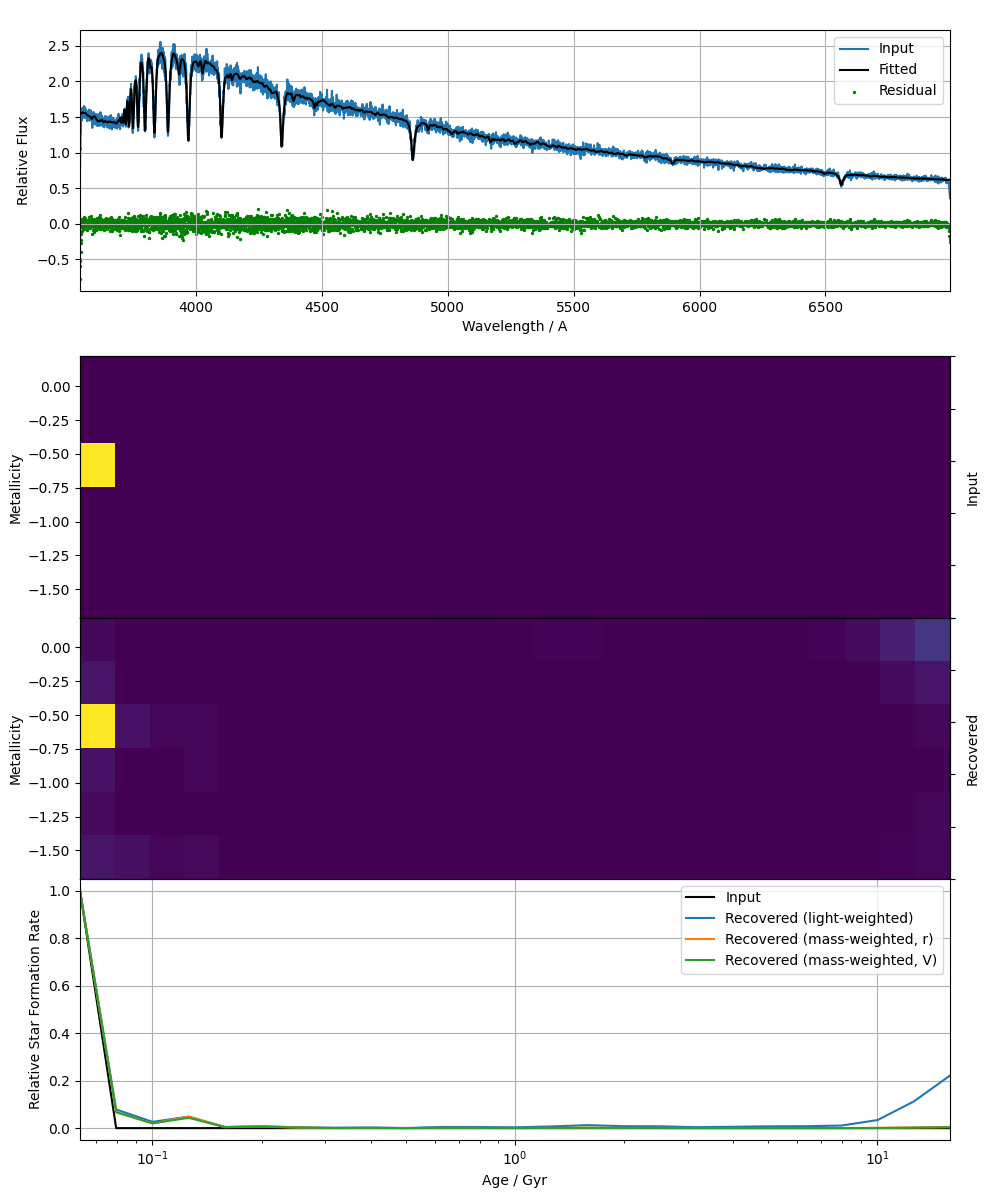 2.5
2.0
1.5
1.0
0.5
0.0
−0.5
Relative Flux
Input
Fitted
Residual
4000
4500
5000
5500
6000
6500
Wavelength / A
0.00
−0.25
−0.50
−0.75
−1.00
−1.25
−1.50
Metallicity
Input
0.00
−0.25
−0.50
−0.75
−1.00
−1.25
−1.50
Metallicity
Recovered
1.0
0.8
0.6
0.4
0.2
0.0
Relative Star Formation Rate
Input
Recovered (light-weighted)
Recovered (mass-weighted, r)
Recovered (mass-weighted, V)
10⁻¹
10⁰
10¹
Age / Gyr